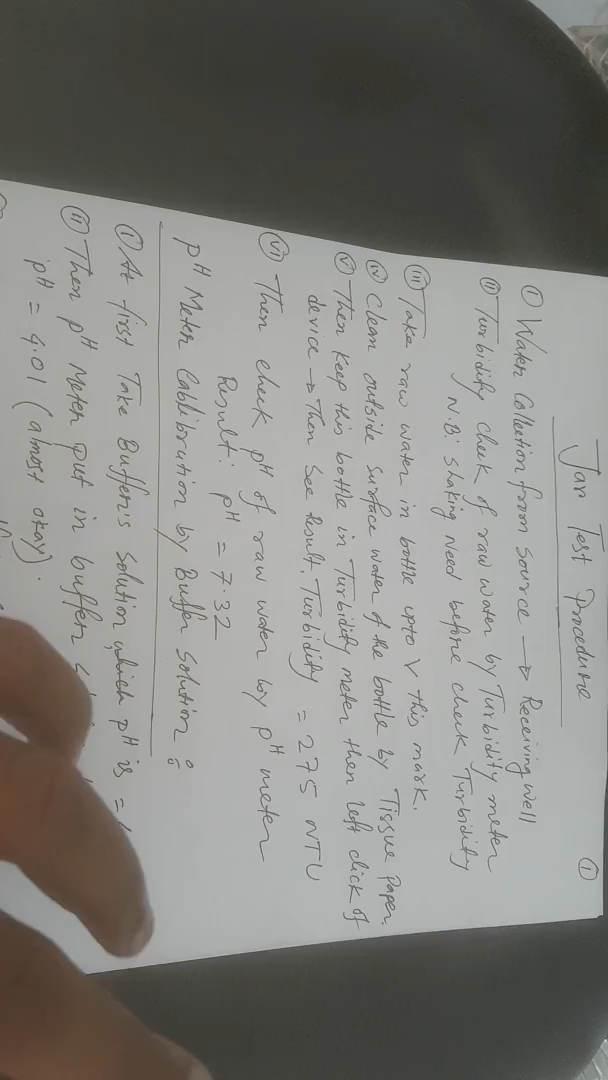 ①
Jar Test Procedure
① Water Collection from source → Receiving well
② Turbidity check of raw water by Turbidity meter
N.B: shaking need before check Turbidity
ⅲ Take raw water in bottle upto V this mark.
ⅳ Clean outside surface water of the bottle by Tissue Paper.
ⅴ Then keep this bottle in Turbidity meter then left click of
device → Then see result. Turbidity = 275 NTU
ⅵ Then check pH of raw water by pH meter
Result: pH = 7.32
pH Meter Cablibration by Buffer Solution:
ⅰ At first Take Buffer's Solution which pH is =
ⅱ Then pH Meter put in buffer
pH = 4.01 (almost okay).